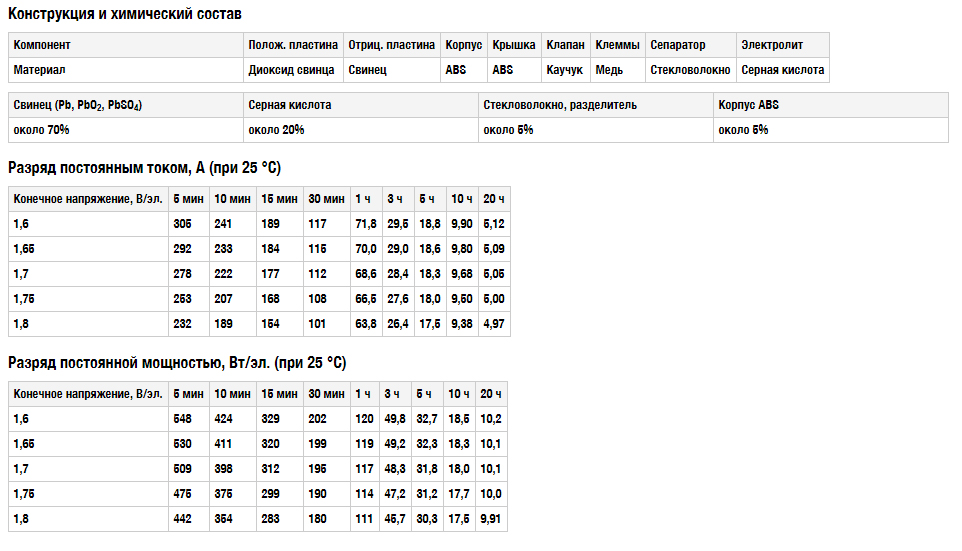 Конструкция и химический состав
Компонент Полож. пластина Отриц. пластина Корпус Крышка Клапан Клеммы Сепаратор Электролит
Материал Диоксид свинца Свинец ABS ABS Каучук Медь Стекловолокно Серная кислота
Свинец (Pb, PbO2, PbSO4) Серная кислота Стекловолокно, разделитель Корпус ABS
около 70% около 20% около 5% около 5%
Разряд постоянным током, А (при 25 °C)
Конечное напряжение, В/эл. 5 мин 10 мин 15 мин 30 мин 1 ч 3 ч 5 ч 10 ч 20 ч
1,6 305 241 189 117 71,8 29,5 18,8 9,90 5,12
1,65 292 233 184 115 70,0 29,0 18,6 9,80 5,09
1,7 278 222 177 112 68,6 28,4 18,3 9,68 5,05
1,75 253 207 168 108 66,5 27,6 18,0 9,50 5,00
1,8 232 189 154 101 63,8 26,4 17,5 9,38 4,97
Разряд постоянной мощностью, Вт/эл. (при 25 °C)
Конечное напряжение, В/эл. 5 мин 10 мин 15 мин 30 мин 1 ч 3 ч 5 ч 10 ч 20 ч
1,6 548 424 329 202 120 49,8 32,7 18,5 10,2
1,65 530 411 320 199 119 49,2 32,3 18,3 10,1
1,7 509 398 312 195 117 48,3 31,8 18,0 10,1
1,75 475 375 299 190 114 47,2 31,2 17,7 10,0
1,8 442 354 283 180 111 45,7 30,3 17,5 9,91